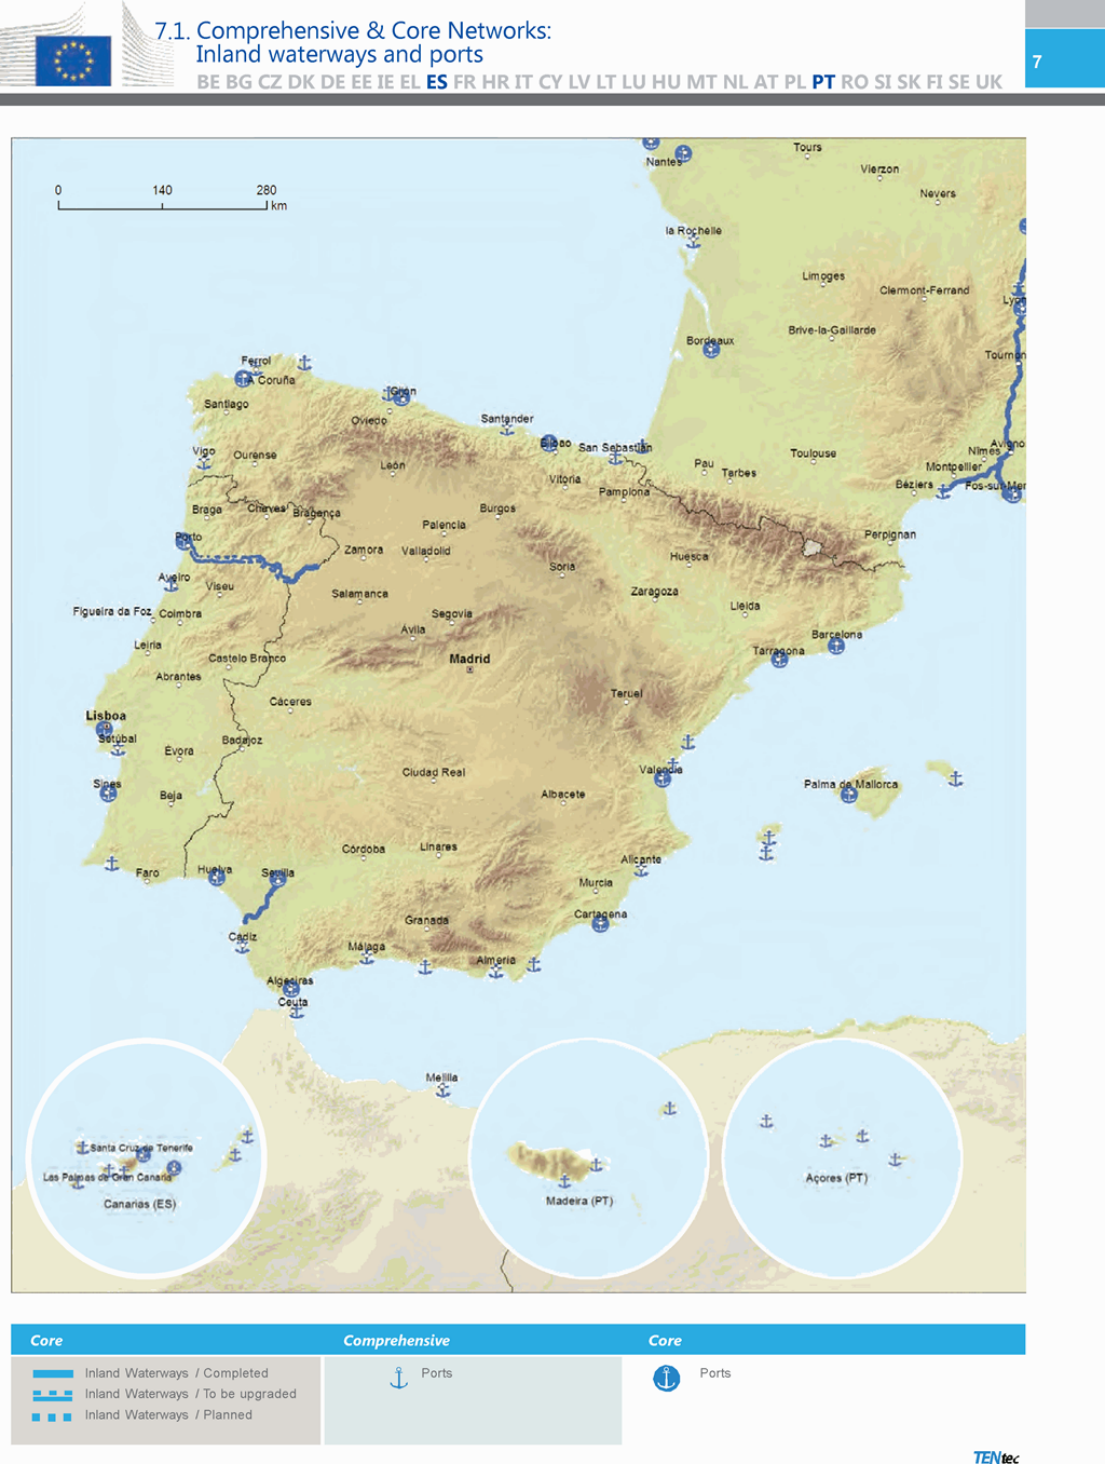 7.1. Comprehensive & Core Networks:
Inland waterways and ports
BE BG CZ DK DE EE IE EL ES FR HR IT CY LV LT LU HU MT NL AT PL PT RO SI SK FI SE UK
7
0 140 280
km
Nantes
Tours
Vierzon
Nevers
la Rochelle
Limoges
Clermont-Ferrand
Lyon
Brive-la-Gaillarde
Bordeaux
Tournon
Ferrol
A Coruña
Santiago
Gijón
Oviedo
Santander
Bilbao
San Sebastián
Avigno
Nîmes
Toulouse
Montpellier
Vigo
Ourense
León
Vitoria
Pamplona
Pau
Tarbes
Béziers
Fos-sur-Mer
Braga
Chaves
Bragença
Burgos
Palencia
Perpignan
Porto
Zamora
Valladolid
Soria
Huesca
Aveiro
Viseu
Salamanca
Zaragoza
Lleida
Figueira da Foz
Coimbra
Segovia
Ávila
Barcelona
Tarragona
Leiria
Castelo Branco
Madrid
Abrantes
Cáceres
Teruel
Lisboa
Setúbal
Évora
Badajoz
Ciudad Real
Valencia
Palma de Mallorca
Sines
Beja
Albacete
Córdoba
Linares
Alicante
Faro
Huelva
Sevilla
Murcia
Cartagena
Granada
Cádiz
Málaga
Almería
Algeciras
Ceuta
Melilla
Santa Cruz de Tenerife
Las Palmas de Gran Canaria
Canarias (ES)
Madeira (PT)
Açores (PT)
Core Comprehensive Core
Inland Waterways / Completed
Inland Waterways / To be upgraded
Inland Waterways / Planned
Ports
Ports
TENtec